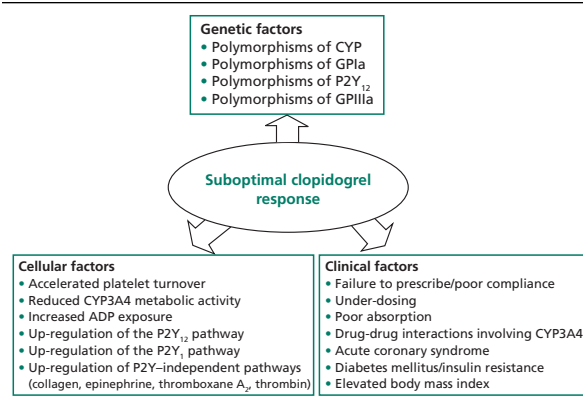 Genetic factors
• Polymorphisms of CYP
• Polymorphisms of GPIa
• Polymorphisms of P2Y₁₂
• Polymorphisms of GPIIIa
Suboptimal clopidogrel
response
Cellular factors
• Accelerated platelet turnover
• Reduced CYP3A4 metabolic activity
• Increased ADP exposure
• Up-regulation of the P2Y₁₂ pathway
• Up-regulation of the P2Y₁ pathway
• Up-regulation of P2Y–independent pathways
(collagen, epinephrine, thromboxane A₂, thrombin)
Clinical factors
• Failure to prescribe/poor compliance
• Under-dosing
• Poor absorption
• Drug-drug interactions involving CYP3A4
• Acute coronary syndrome
• Diabetes mellitus/insulin resistance
• Elevated body mass index